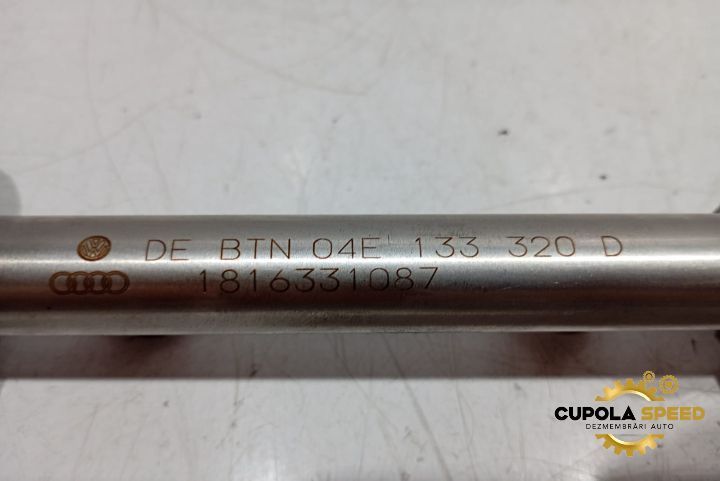 DE BTN 04E 133 320 D
1816331087
CUPOLA SPEED
DEZMEMBRĂRI AUTO